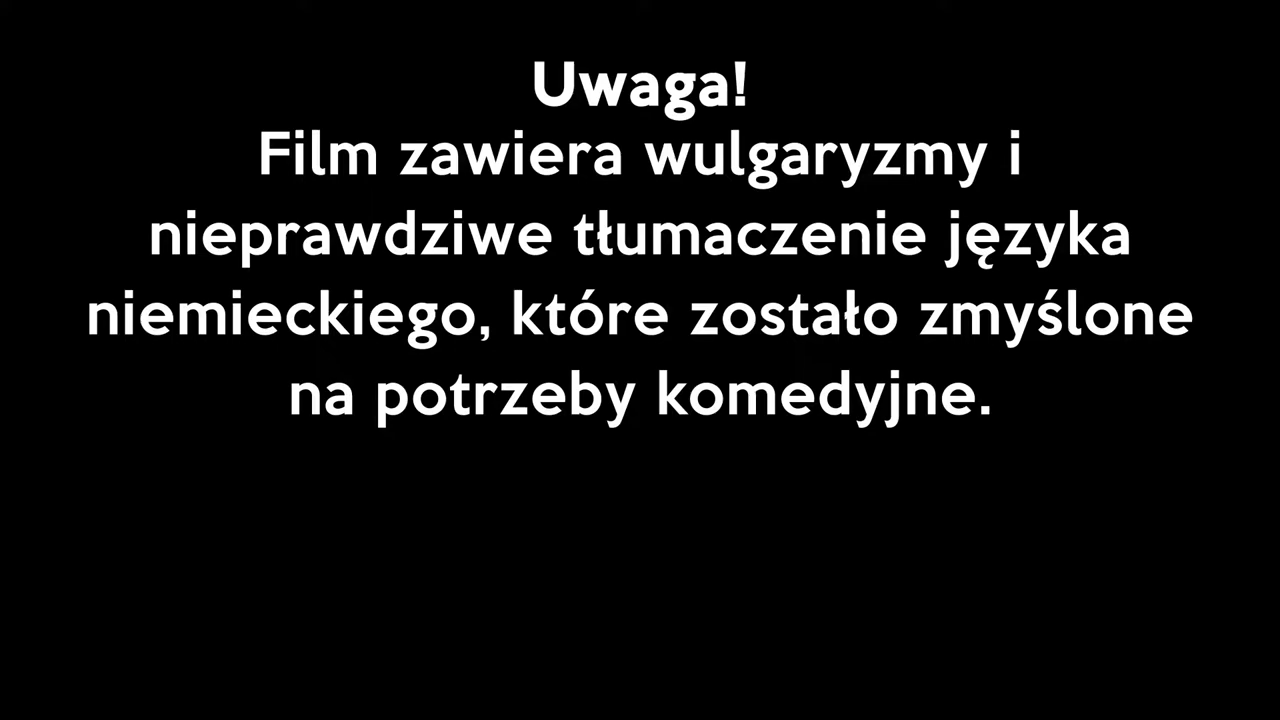 Uwaga!
Film zawiera wulgaryzmy i
nieprawdziwe tłumaczenie języka
niemieckiego, które zostało zmyślone
na potrzeby komedyjne.